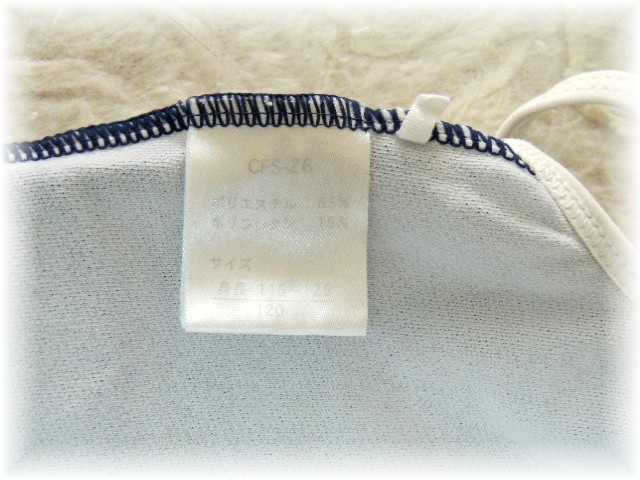 CFS-26
ポリエステル 85%
ポリウレタン 15%
サイズ
身長 115～125
120